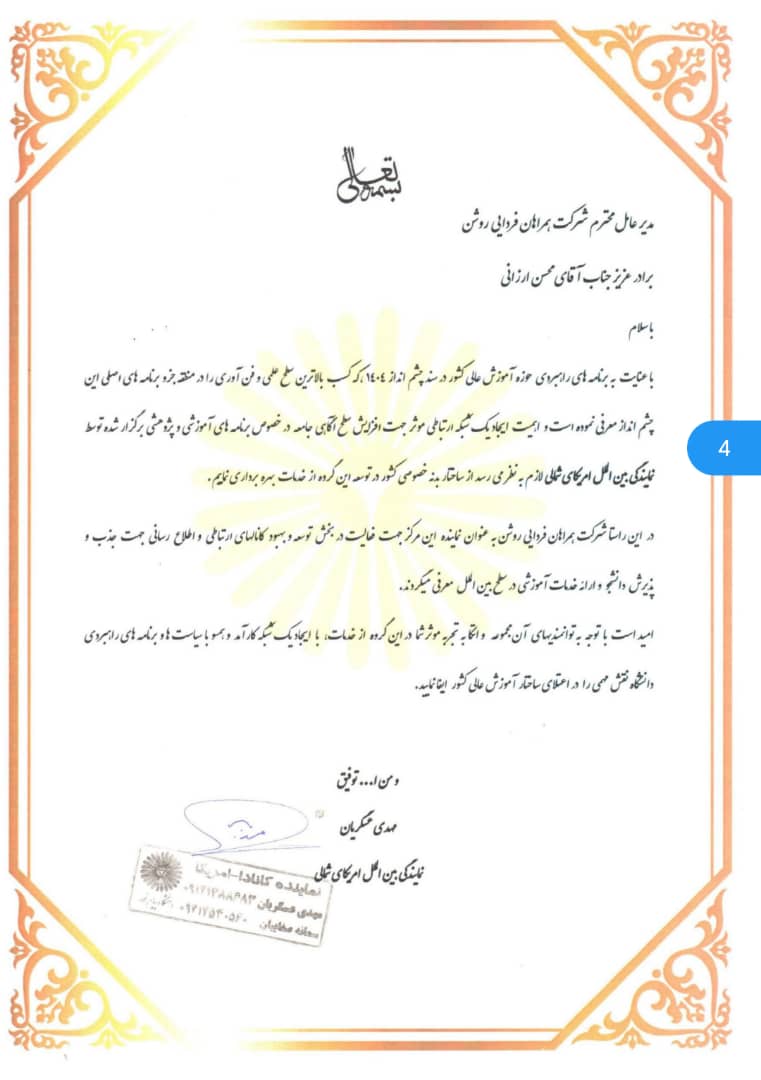 بسمه تعالی
مدیر عامل محترم شرکت همراهان فردایی روشن
برادر عزیز جناب آقای محسن ارزانی
با سلام
با عنایت به برنامه های راهبردی حوزه آموزش عالی کشور در سند چشم انداز ۱۴۰۴ ،که کسب بالاترین سطح علمی و فن آوری را در منطقه جزو برنامه های اصلی این
چشم انداز معرفی نموده است و اهمیت ایجاد یک شبکه ارتباطی موثر جهت افزایش سطح آگاهی جامعه در خصوص برنامه های آموزشی و پژوهشی برگزار شده توسط
4
نمایندگی بین الملل امریکای شمالی لازم به نظر می رسد از ساختار بدنه خصوصی کشور در توسعه این گروه از خدمات بهره برداری نمایم .
در این راستا شرکت همراهان فردایی روشن به عنوان نماینده این مرکز جهت فعالیت در بخش توسعه و بهبود کانالهای ارتباطی و اطلاع رسانی جهت جذب و
پذیرش دانشجو و ارائه خدمات آموزشی در سطح بین الملل معرفی میگردند.
امید است با توجه به توانمندیهای آن مجموعه و اتکا به تجربه موثر شما در این گروه از خدمات، با ایجاد یک شبکه کارآمد و همسو با سیاست ها و برنامه های راهبردی
دانشگاه نقش مهمی را در اعتلای ساختار آموزش عالی کشور ایفا نمایید.
و من ا... توفیق
مهدی عسگریان
نمایندگی بین الملل امریکای شمالی
نماینده کانادا-امریکا
مهدی عسگریان
سمانه صفاییان